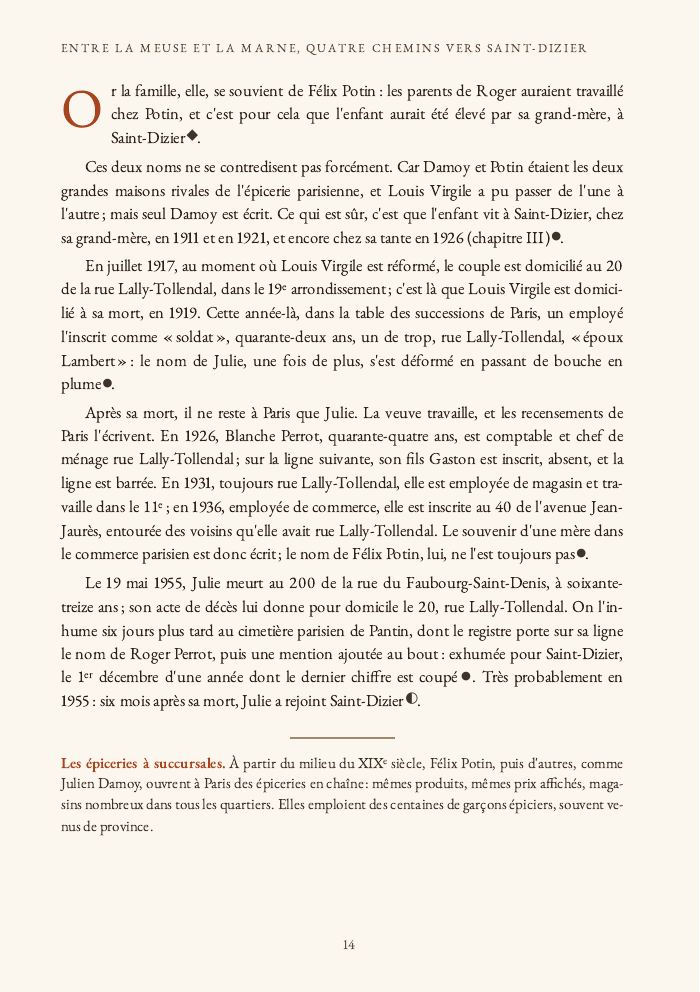 ENTRE LA MEUSE ET LA MARNE, QUATRE CHEMINS VERS SAINT-DIZIER
Or la famille, elle, se souvient de Félix Potin : les parents de Roger auraient travaillé
chez Potin, et c'est pour cela que l'enfant aurait été élevé par sa grand-mère, à
Saint-Dizier◆.
Ces deux noms ne se contredisent pas forcément. Car Damoy et Potin étaient les deux
grandes maisons rivales de l'épicerie parisienne, et Louis Virgile a pu passer de l'une à
l'autre ; mais seul Damoy est écrit. Ce qui est sûr, c'est que l'enfant vit à Saint-Dizier, chez
sa grand-mère, en 1911 et en 1921, et encore chez sa tante en 1926 (chapitre III)●.
En juillet 1917, au moment où Louis Virgile est réformé, le couple est domicilié au 20
de la rue Lally-Tollendal, dans le 19e arrondissement ; c'est là que Louis Virgile est domici-
lié à sa mort, en 1919. Cette année-là, dans la table des successions de Paris, un employé
l'inscrit comme « soldat », quarante-deux ans, un de trop, rue Lally-Tollendal, « époux
Lambert » : le nom de Julie, une fois de plus, s'est déformé en passant de bouche en
plume●.
Après sa mort, il ne reste à Paris que Julie. La veuve travaille, et les recensements de
Paris l'écrivent. En 1926, Blanche Perrot, quarante-quatre ans, est comptable et chef de
ménage rue Lally-Tollendal ; sur la ligne suivante, son fils Gaston est inscrit, absent, et la
ligne est barrée. En 1931, toujours rue Lally-Tollendal, elle est employée de magasin et tra-
vaille dans le 11e ; en 1936, employée de commerce, elle est inscrite au 40 de l'avenue Jean-
Jaurès, entourée des voisins qu'elle avait rue Lally-Tollendal. Le souvenir d'une mère dans
le commerce parisien est donc écrit ; le nom de Félix Potin, lui, ne l'est toujours pas●.
Le 19 mai 1955, Julie meurt au 200 de la rue du Faubourg-Saint-Denis, à soixante-
treize ans ; son acte de décès lui donne pour domicile le 20, rue Lally-Tollendal. On l'in-
hume six jours plus tard au cimetière parisien de Pantin, dont le registre porte sur sa ligne
le nom de Roger Perrot, puis une mention ajoutée au bout : exhumée pour Saint-Dizier,
le 1er décembre d'une année dont le dernier chiffre est coupé●. Très probablement en
1955 : six mois après sa mort, Julie a rejoint Saint-Dizier◐.
Les épiceries à succursales. À partir du milieu du XIXe siècle, Félix Potin, puis d'autres, comme
Julien Damoy, ouvrent à Paris des épiceries en chaîne : mêmes produits, mêmes prix affichés, maga-
sins nombreux dans tous les quartiers. Elles emploient des centaines de garçons épiciers, souvent ve-
nus de province.
14